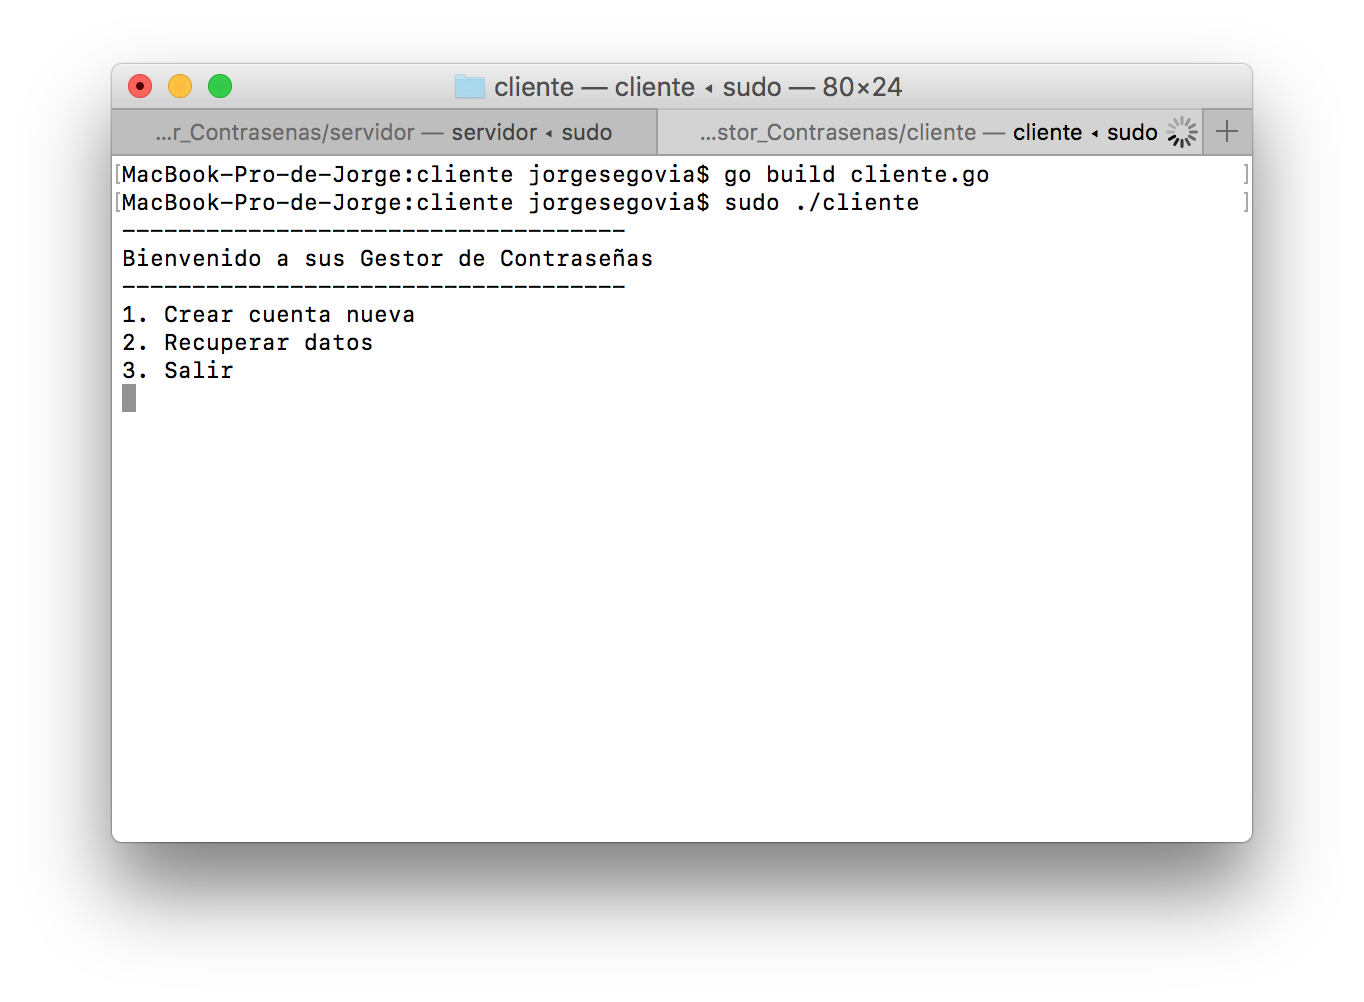 cliente — cliente ◂ sudo — 80×24
...r_Contrasenas/servidor — servidor ◂ sudo
...stor_Contrasenas/cliente — cliente ◂ sudo
[MacBook-Pro-de-Jorge:cliente jorgesegovia$ go build cliente.go ]
[MacBook-Pro-de-Jorge:cliente jorgesegovia$ sudo ./cliente ]
------------------------------------
Bienvenido a sus Gestor de Contraseñas
------------------------------------
1. Crear cuenta nueva
2. Recuperar datos
3. Salir